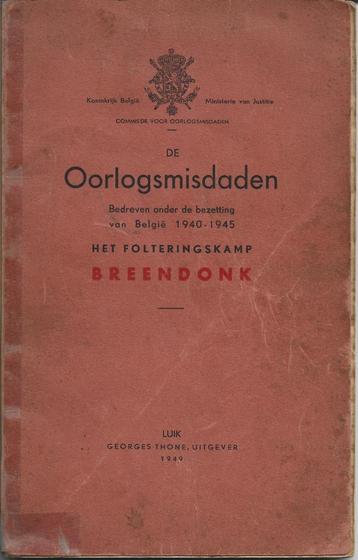 Koninkrijk België Ministerie van Justitie
COMMISSIE VOOR OORLOGSMISDADEN
DE
Oorlogsmisdaden
Bedreven onder de bezetting
van België 1940-1945
HET FOLTERINGSKAMP
BREENDONK
LUIK
GEORGES THONE, UITGEVER
1949